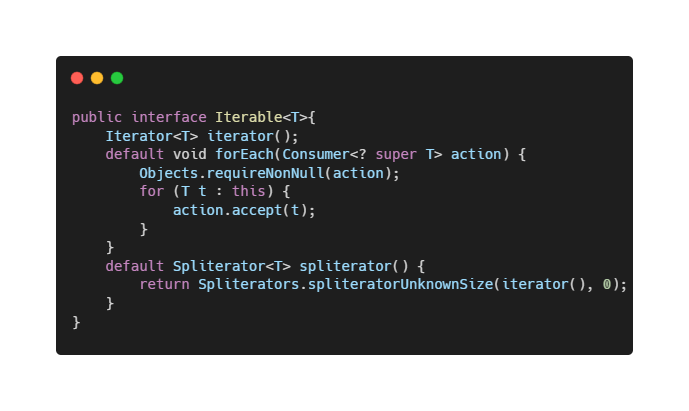 public interface Iterable<T>{
    Iterator<T> iterator();
    default void forEach(Consumer<? super T> action) {
        Objects.requireNonNull(action);
        for (T t : this) {
            action.accept(t);
        }
    }
    default Spliterator<T> spliterator() {
        return Spliterators.spliteratorUnknownSize(iterator(), 0);
    }
}